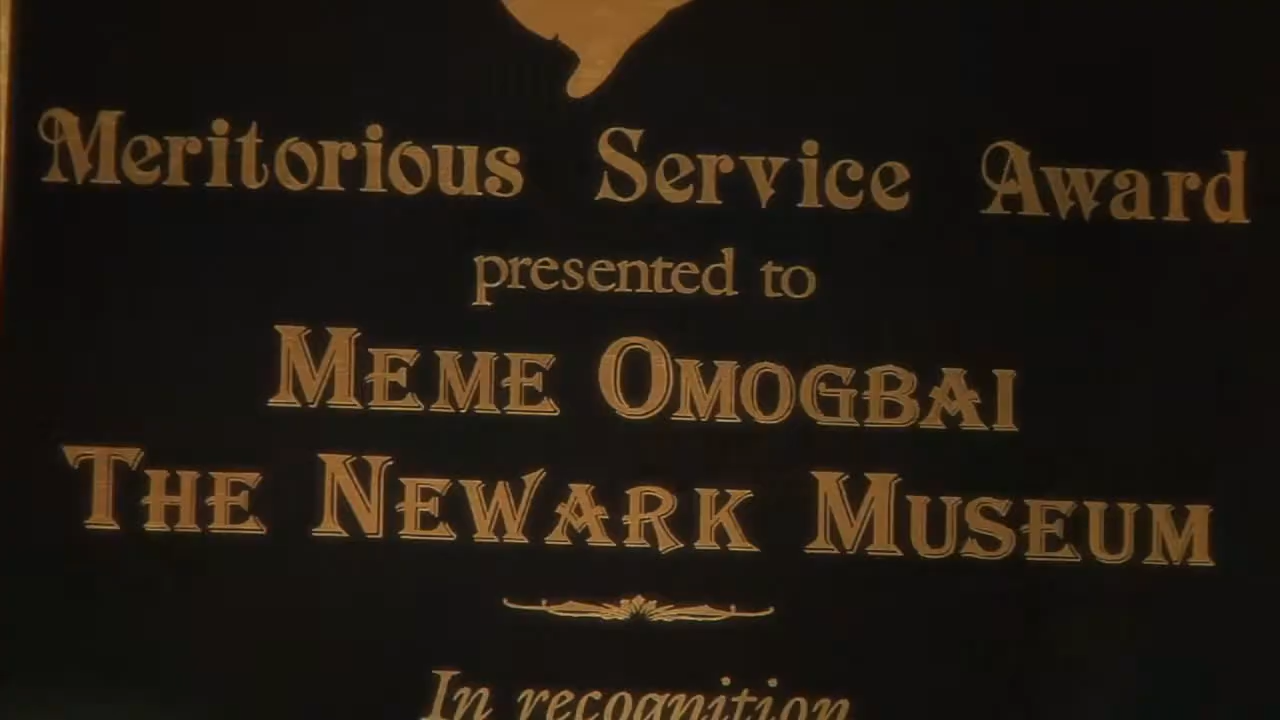 Meritorious Service Award
presented to
MEME OMOGBAI
THE NEWARK MUSEUM
In recognition